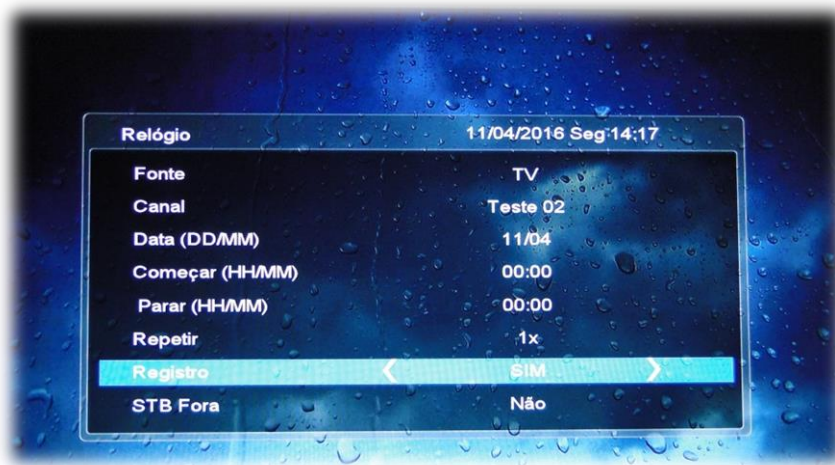 Relógio 11/04/2016 Seg 14:17
Fonte TV
Canal Teste 02
Data (DD/MM) 11/04
Começar (HH/MM) 00:00
Parar (HH/MM) 00:00
Repetir 1x
Registro SIM
STB Fora Não